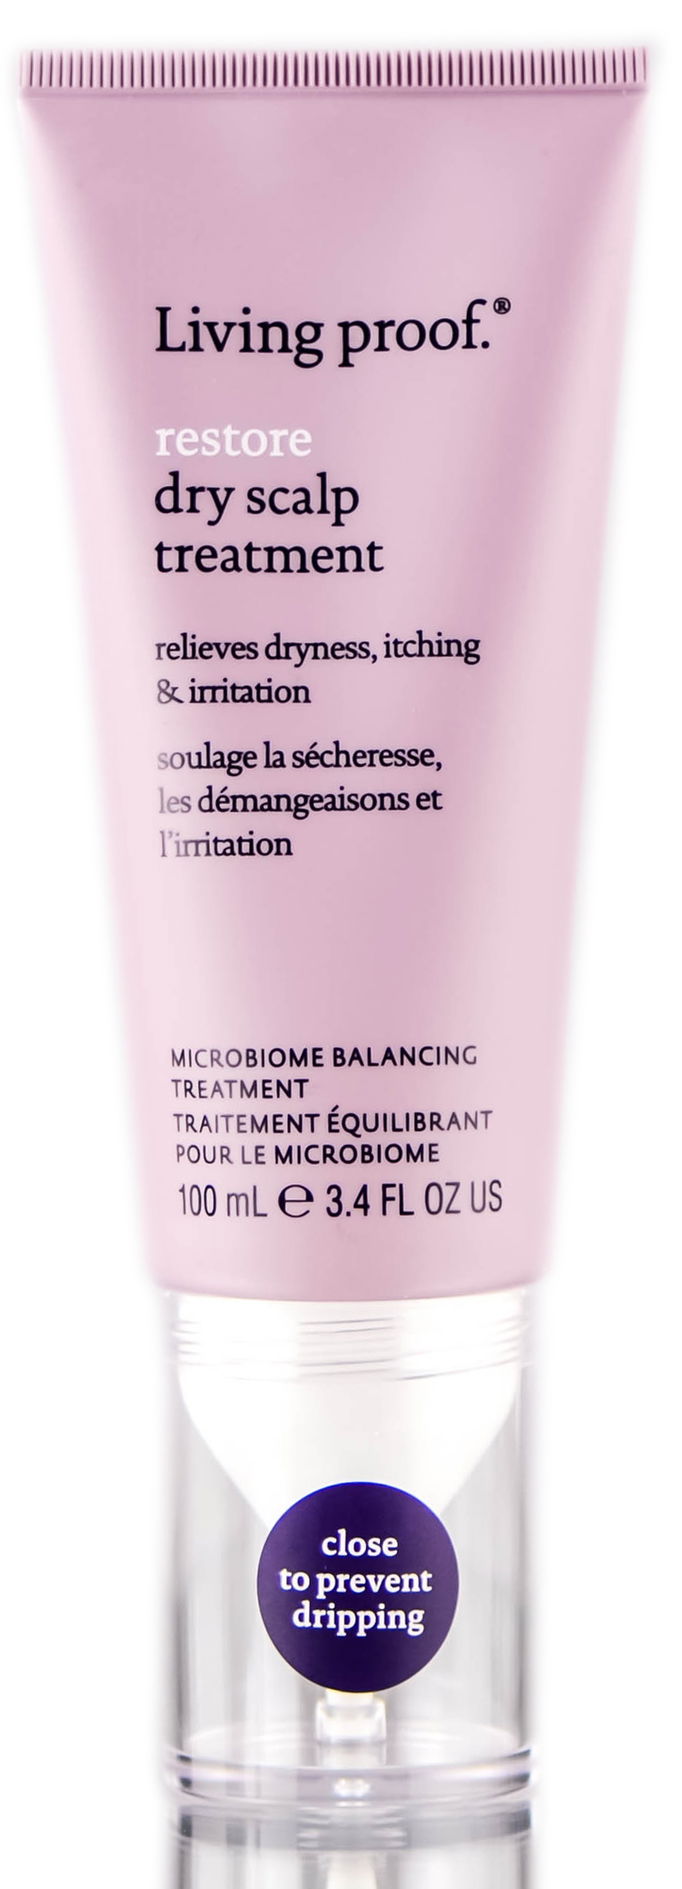 Living proof.®
restore
dry scalp
treatment
relieves dryness, itching
& irritation
soulage la sécheresse,
les démangeaisons et
l'irritation
MICROBIOME BALANCING
TREATMENT
TRAITEMENT ÉQUILIBRANT
POUR LE MICROBIOME
100 mL ℮ 3.4 FL OZ US
close
to prevent
dripping